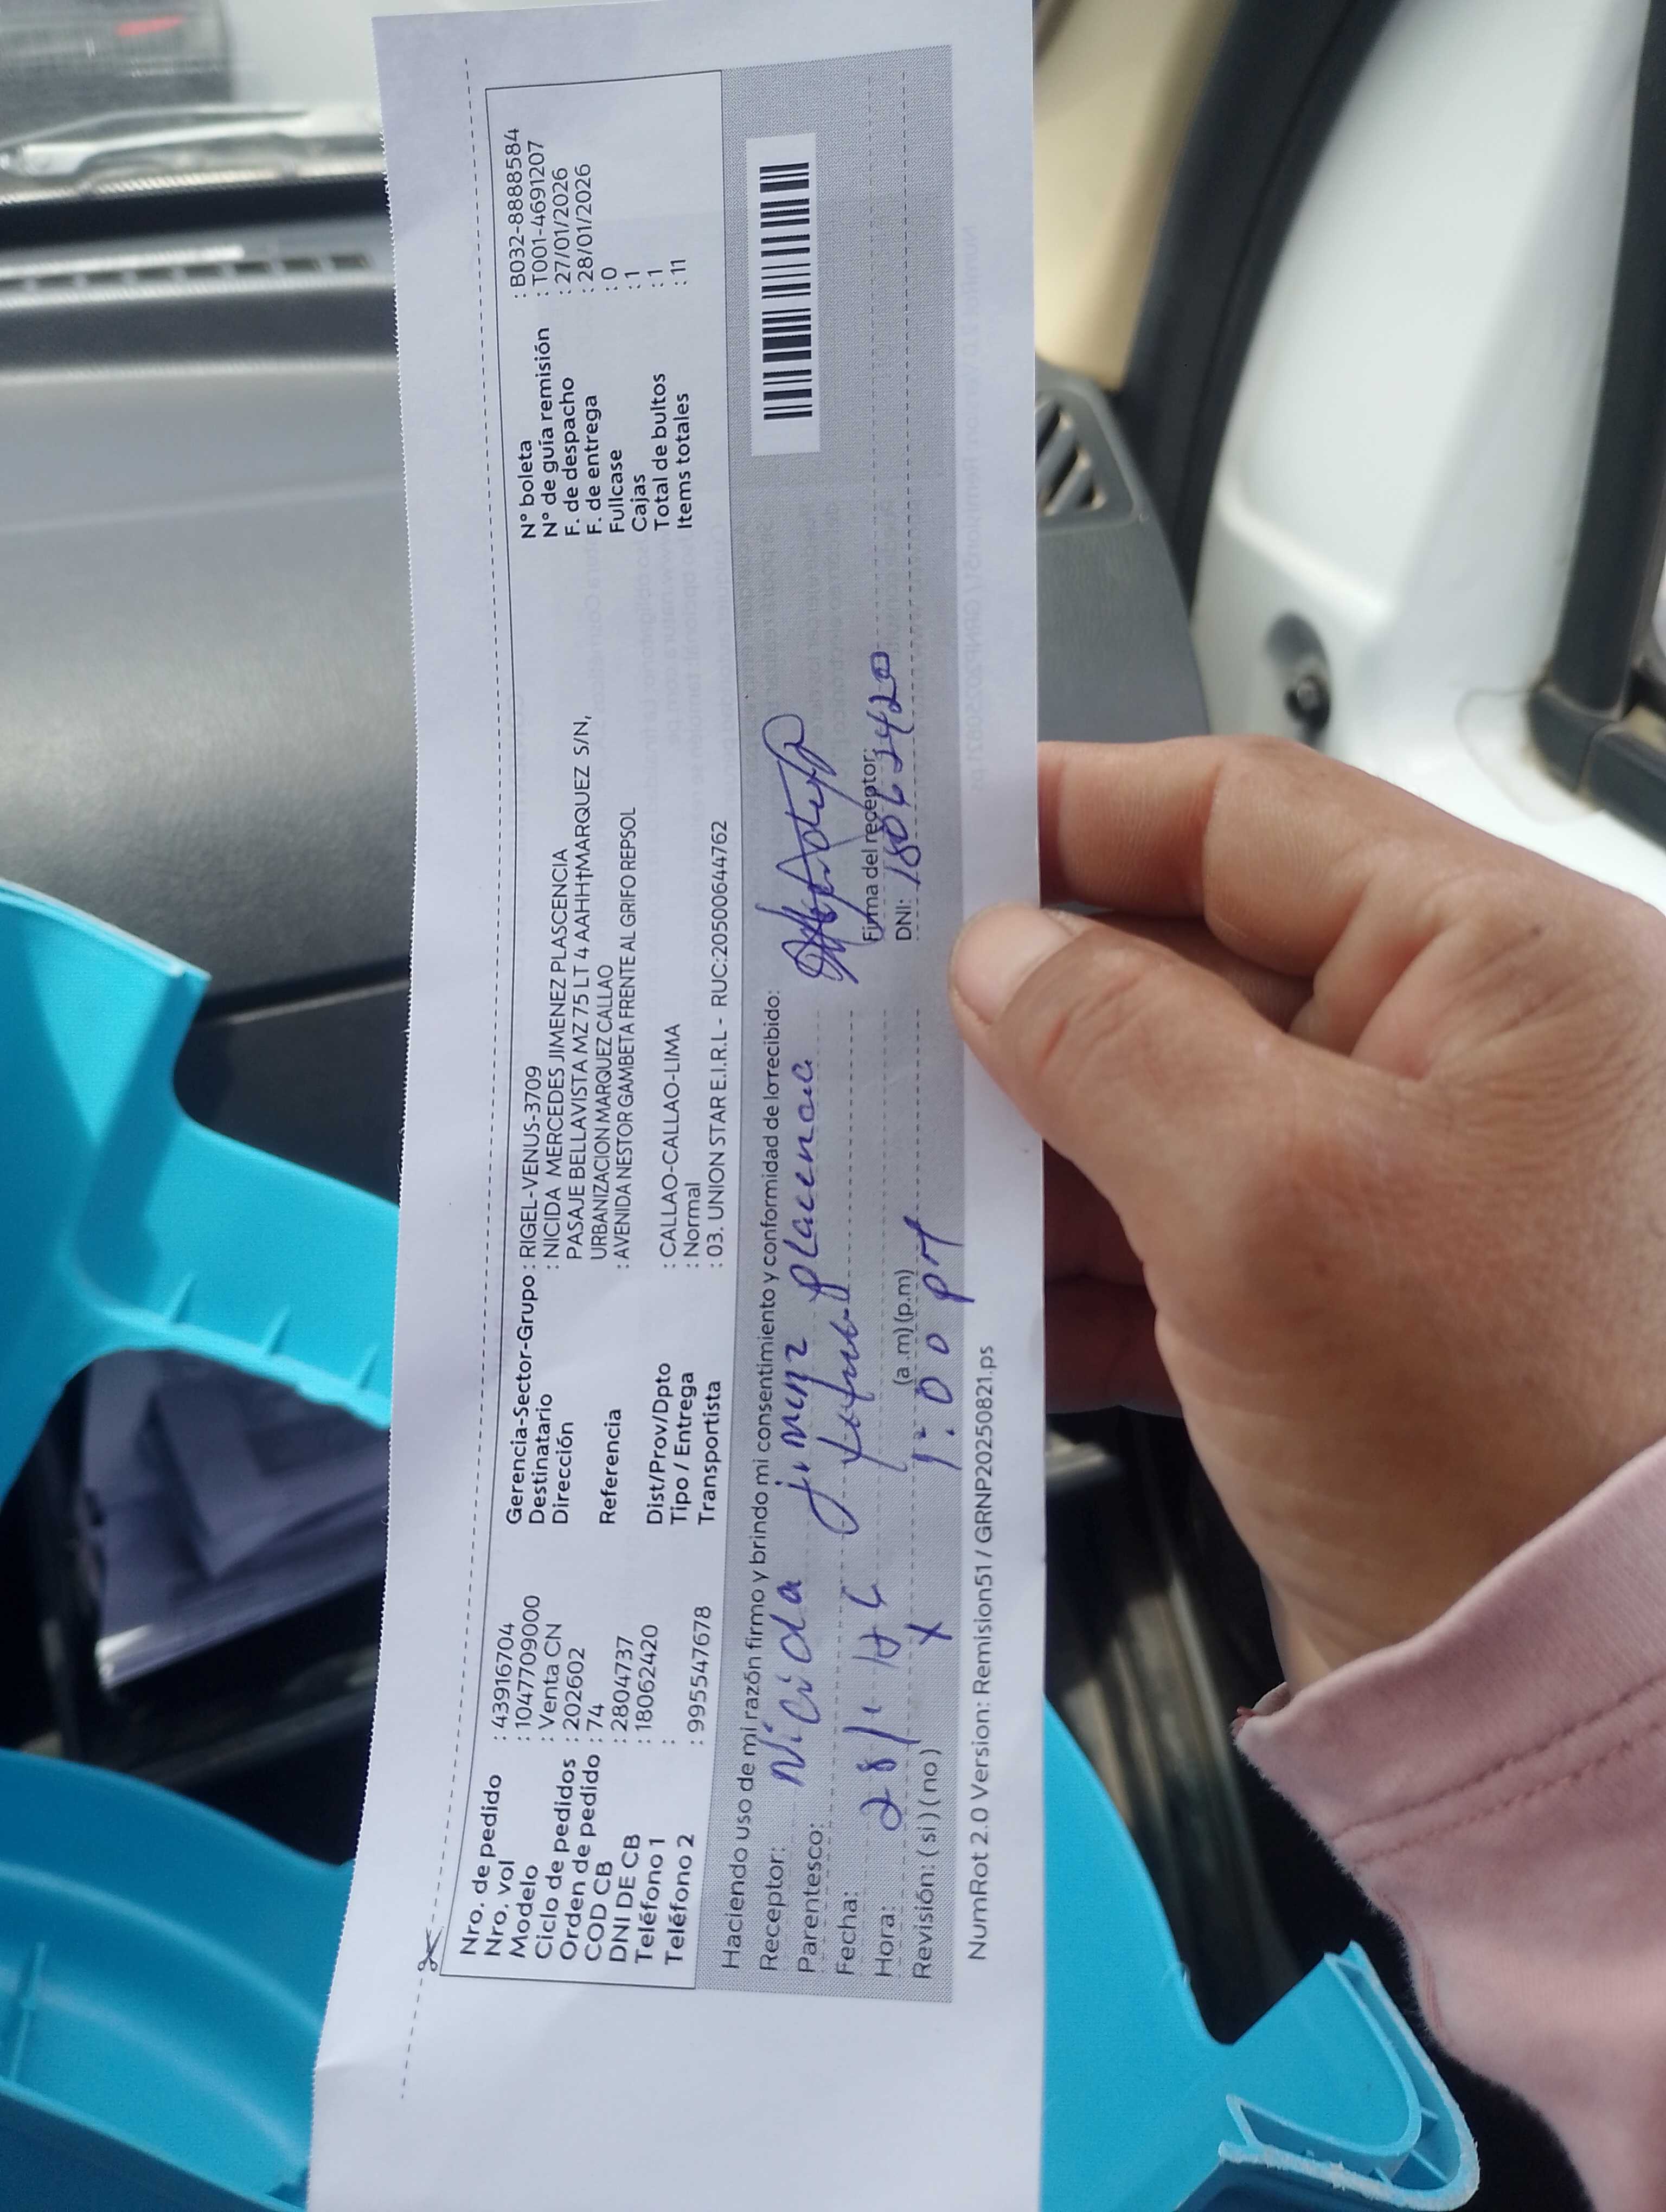 Nro. de pedido : 43916704
Nro. vol : 1047709000
Modelo : Venta CN
Ciclo de pedidos : 202602
Orden de pedido : 74
COD CB : 2804737
DNI DE CB : 18062420
Teléfono 1 :
Teléfono 2 : 995547678
Gerencia-Sector-Grupo : RIGEL-VENUS-3709
Destinatario : NICIDA MERCEDES JIMENEZ PLASCENCIA
Dirección PASAJE BELLAVISTA MZ 75 LT 4 AAHH†MARQUEZ S/N,
URBANIZACION MARQUEZ CALLAO
Referencia : AVENIDA NESTOR GAMBETA FRENTE AL GRIFO REPSOL
Dist/Prov/Dpto : CALLAO-CALLAO-LIMA
Tipo / Entrega : Normal
Transportista : 03. UNION STAR E.I.R.L - RUC:20500644762
N° boleta : B032-8888584
N° de guía remisión : T001-4691207
F. de despacho : 27/01/2026
F. de entrega : 28/01/2026
Fullcase : 0
Cajas : 1
Total de bultos : 1
Items totales : 11
Haciendo uso de mi razón firmo y brindo mi consentimiento y conformidad de lo recibido:
Receptor: Nicida
Parentesco:
Fecha: 28/1
Hora: (a.m) (p.m) 1:00 PM
Revisión: (si) (no) X
Firma del receptor:
DNI:
NumRot 2.0 Version: Remision51 / GRNP20250821.ps